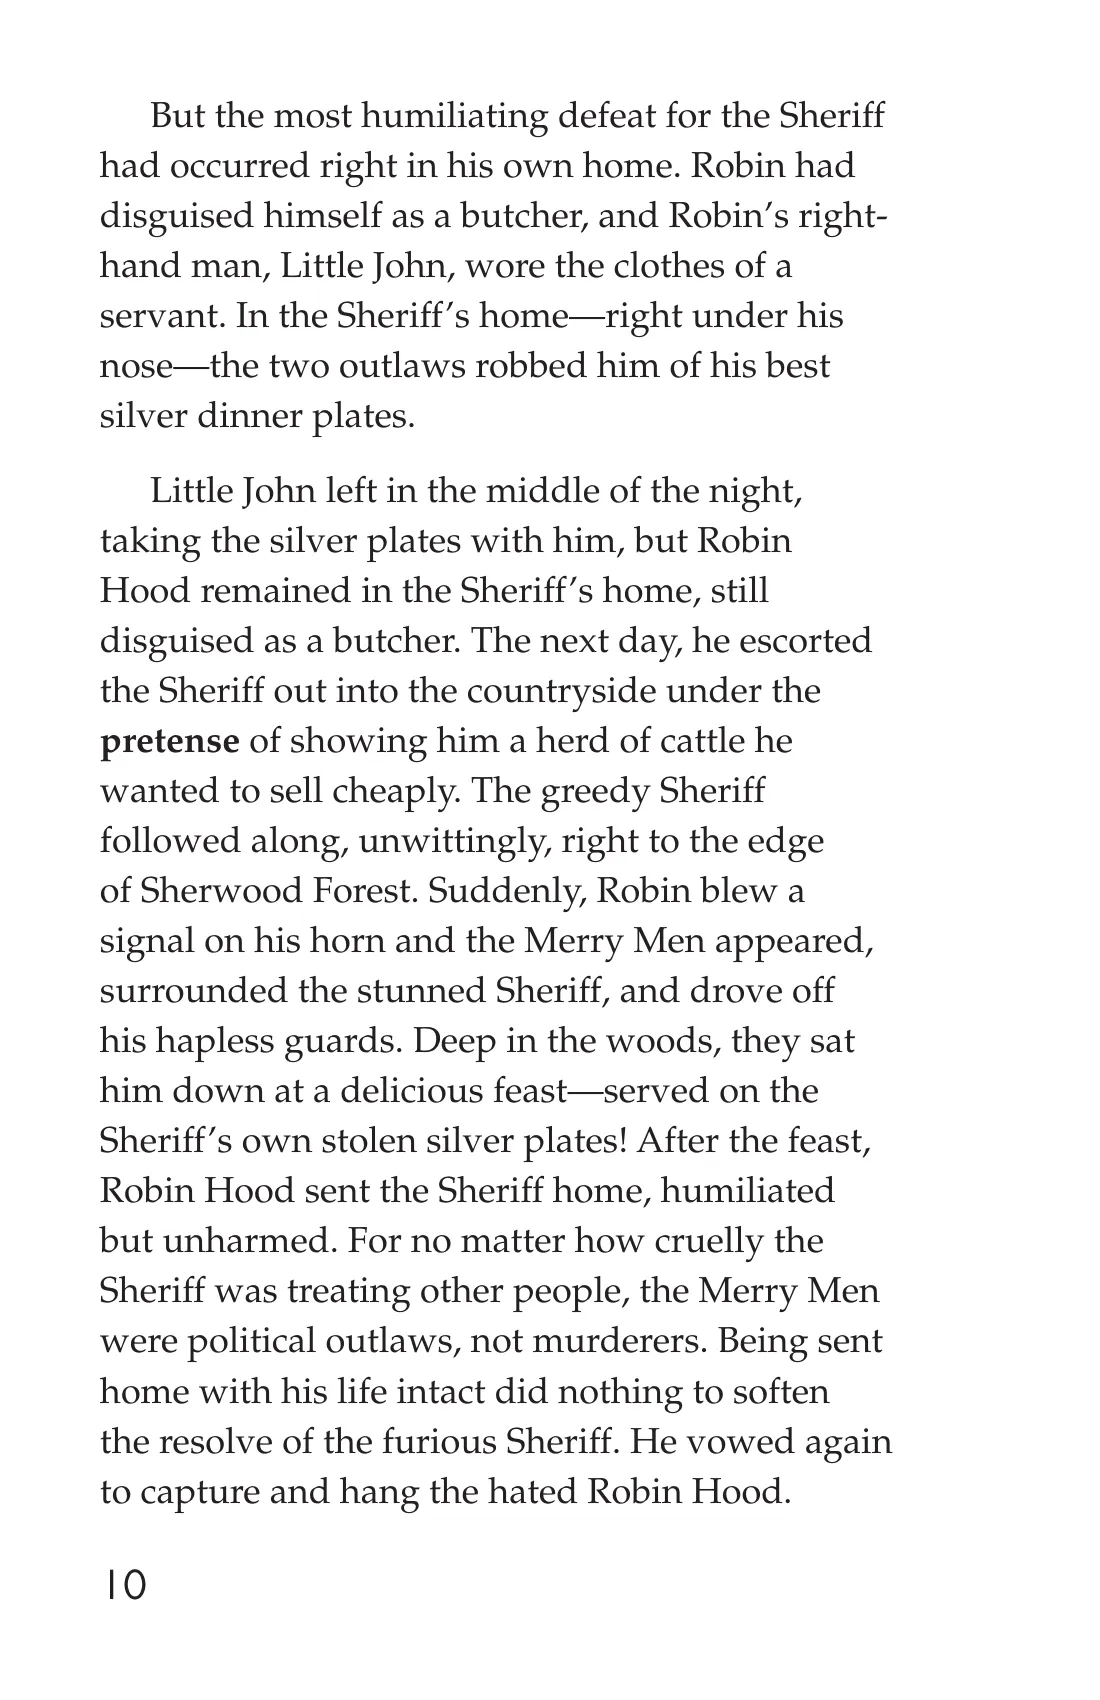 But the most humiliating defeat for the Sheriff
had occurred right in his own home. Robin had
disguised himself as a butcher, and Robin’s right-
hand man, Little John, wore the clothes of a
servant. In the Sheriff’s home—right under his
nose—the two outlaws robbed him of his best
silver dinner plates.
Little John left in the middle of the night,
taking the silver plates with him, but Robin
Hood remained in the Sheriff’s home, still
disguised as a butcher. The next day, he escorted
the Sheriff out into the countryside under the
pretense of showing him a herd of cattle he
wanted to sell cheaply. The greedy Sheriff
followed along, unwittingly, right to the edge
of Sherwood Forest. Suddenly, Robin blew a
signal on his horn and the Merry Men appeared,
surrounded the stunned Sheriff, and drove off
his hapless guards. Deep in the woods, they sat
him down at a delicious feast—served on the
Sheriff’s own stolen silver plates! After the feast,
Robin Hood sent the Sheriff home, humiliated
but unharmed. For no matter how cruelly the
Sheriff was treating other people, the Merry Men
were political outlaws, not murderers. Being sent
home with his life intact did nothing to soften
the resolve of the furious Sheriff. He vowed again
to capture and hang the hated Robin Hood.
10